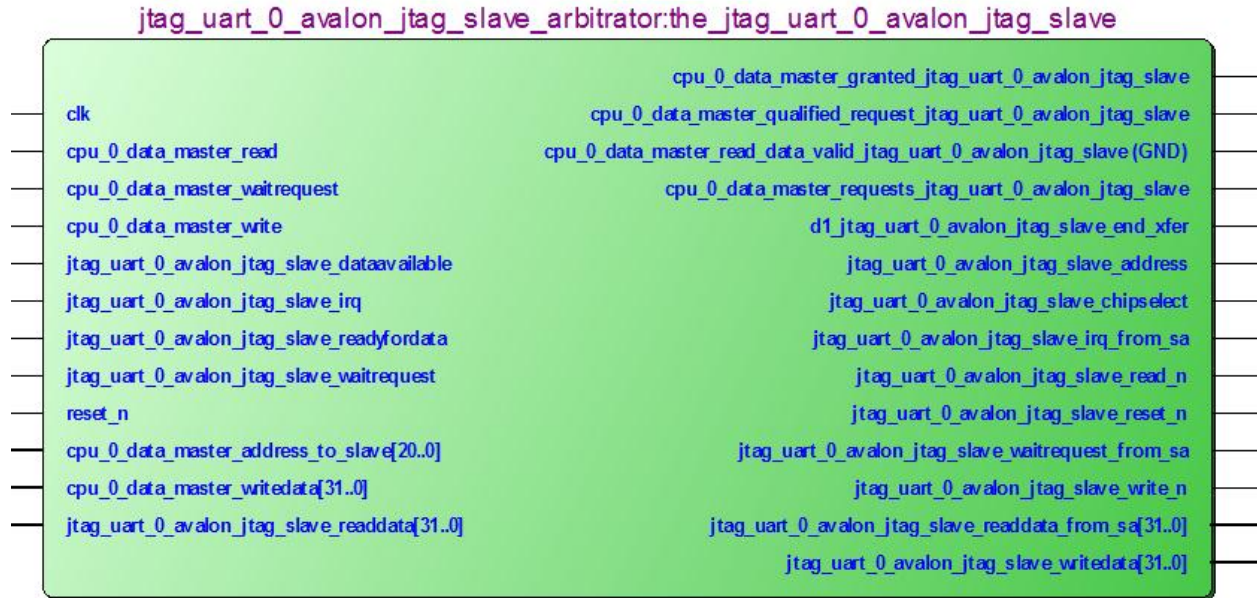 jtag_uart_0_avalon_jtag_slave_arbitrator:the_jtag_uart_0_avalon_jtag_slave
clk
cpu_0_data_master_read
cpu_0_data_master_waitrequest
cpu_0_data_master_write
jtag_uart_0_avalon_jtag_slave_dataavailable
jtag_uart_0_avalon_jtag_slave_irq
jtag_uart_0_avalon_jtag_slave_readyfordata
jtag_uart_0_avalon_jtag_slave_waitrequest
reset_n
cpu_0_data_master_address_to_slave[20..0]
cpu_0_data_master_writedata[31..0]
jtag_uart_0_avalon_jtag_slave_readdata[31..0]
cpu_0_data_master_granted_jtag_uart_0_avalon_jtag_slave
cpu_0_data_master_qualified_request_jtag_uart_0_avalon_jtag_slave
cpu_0_data_master_read_data_valid_jtag_uart_0_avalon_jtag_slave (GND)
cpu_0_data_master_requests_jtag_uart_0_avalon_jtag_slave
d1_jtag_uart_0_avalon_jtag_slave_end_xfer
jtag_uart_0_avalon_jtag_slave_address
jtag_uart_0_avalon_jtag_slave_chipselect
jtag_uart_0_avalon_jtag_slave_irq_from_sa
jtag_uart_0_avalon_jtag_slave_read_n
jtag_uart_0_avalon_jtag_slave_reset_n
jtag_uart_0_avalon_jtag_slave_waitrequest_from_sa
jtag_uart_0_avalon_jtag_slave_write_n
jtag_uart_0_avalon_jtag_slave_readdata_from_sa[31..0]
jtag_uart_0_avalon_jtag_slave_writedata[31..0]